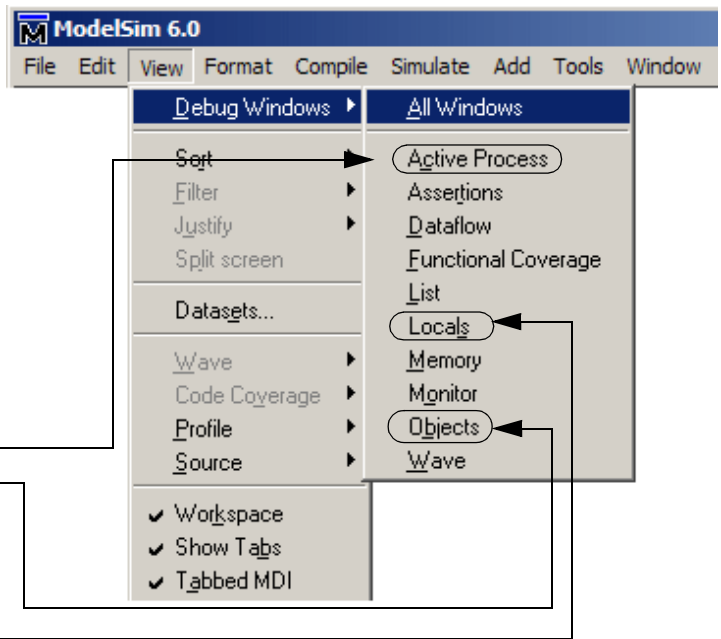 ModelSim 6.0
File Edit View Format Compile Simulate Add Tools Window
Debug Windows
Sort
Filter
Justify
Split screen
Datasets...
Wave
Code Coverage
Profile
Source
Workspace
Show Tabs
Tabbed MDI
All Windows
Active Process
Assertions
Dataflow
Functional Coverage
List
Locals
Memory
Monitor
Objects
Wave